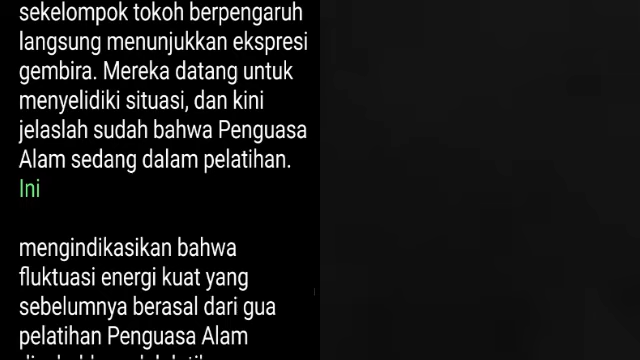 sekelompok tokoh berpengaruh
langsung menunjukkan ekspresi
gembira. Mereka datang untuk
menyelidiki situasi, dan kini
jelaslah sudah bahwa Penguasa
Alam sedang dalam pelatihan.
Ini
mengindikasikan bahwa
fluktuasi energi kuat yang
sebelumnya berasal dari gua
pelatihan Penguasa Alam